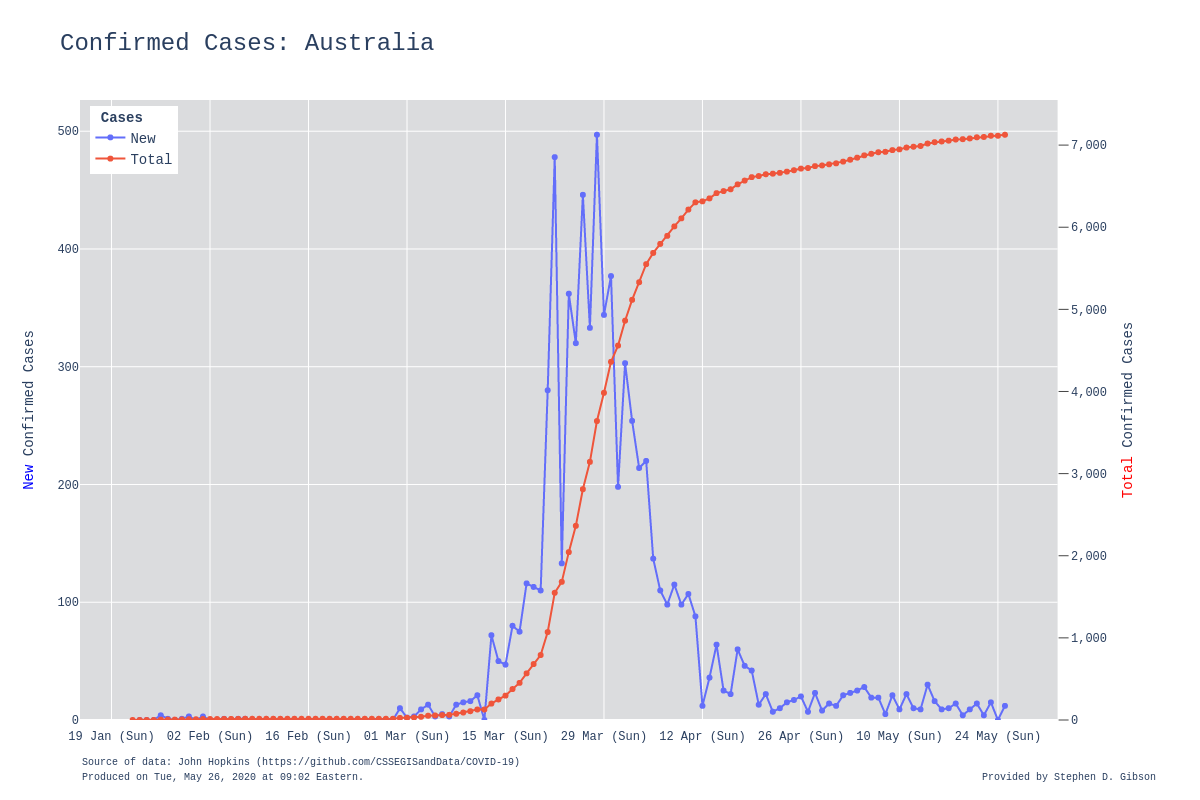 Confirmed Cases: Australia
Cases
New
Total
500
400
300
200
100
0
New Confirmed Cases
7,000
6,000
5,000
4,000
3,000
2,000
1,000
0
Total Confirmed Cases
19 Jan (Sun) 02 Feb (Sun) 16 Feb (Sun) 01 Mar (Sun) 15 Mar (Sun) 29 Mar (Sun) 12 Apr (Sun) 26 Apr (Sun) 10 May (Sun) 24 May (Sun)
Source of data: John Hopkins (https://github.com/CSSEGISandData/COVID-19)
Produced on Tue, May 26, 2020 at 09:02 Eastern.
Provided by Stephen D. Gibson